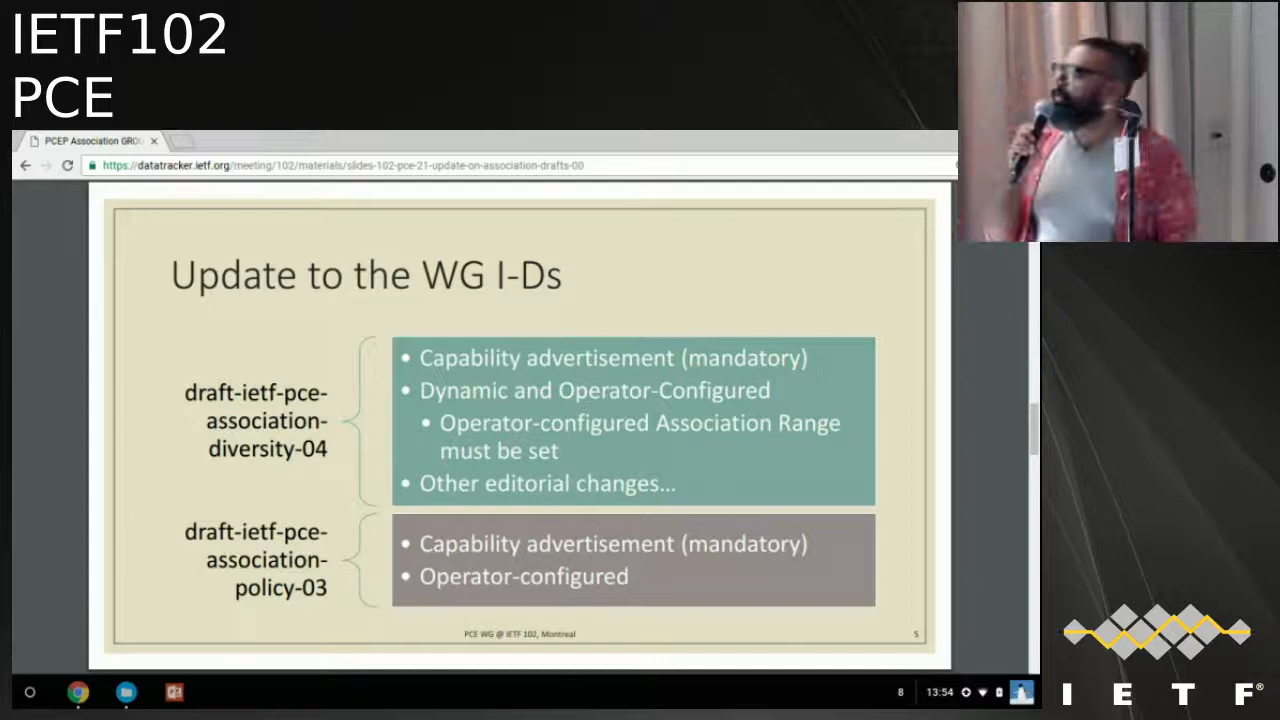 IETF102
PCE
PCEP Association GROU
https://datatracker.ietf.org/meeting/102/materials/slides-102-pce-21-update-on-association-drafts-00
Update to the WG I-Ds
draft-ietf-pce-
association-
diversity-04
• Capability advertisement (mandatory)
• Dynamic and Operator-Configured
• Operator-configured Association Range
must be set
• Other editorial changes...
draft-ietf-pce-
association-
policy-03
• Capability advertisement (mandatory)
• Operator-configured
PCE WG @ IETF 102, Montreal
5
8
13:54
I E T F®